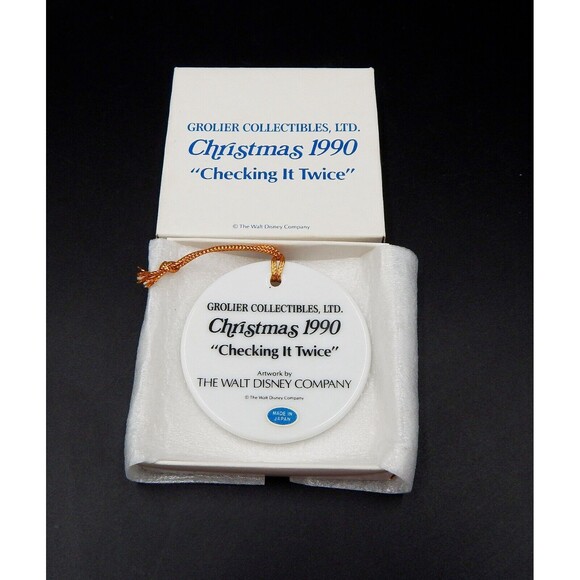 GROLIER COLLECTIBLES, LTD.
Christmas 1990
“Checking It Twice”
© The Walt Disney Company
GROLIER COLLECTIBLES, LTD.
Christmas 1990
“Checking It Twice”
Artwork by
THE WALT DISNEY COMPANY
© The Walt Disney Company
MADE IN
JAPAN